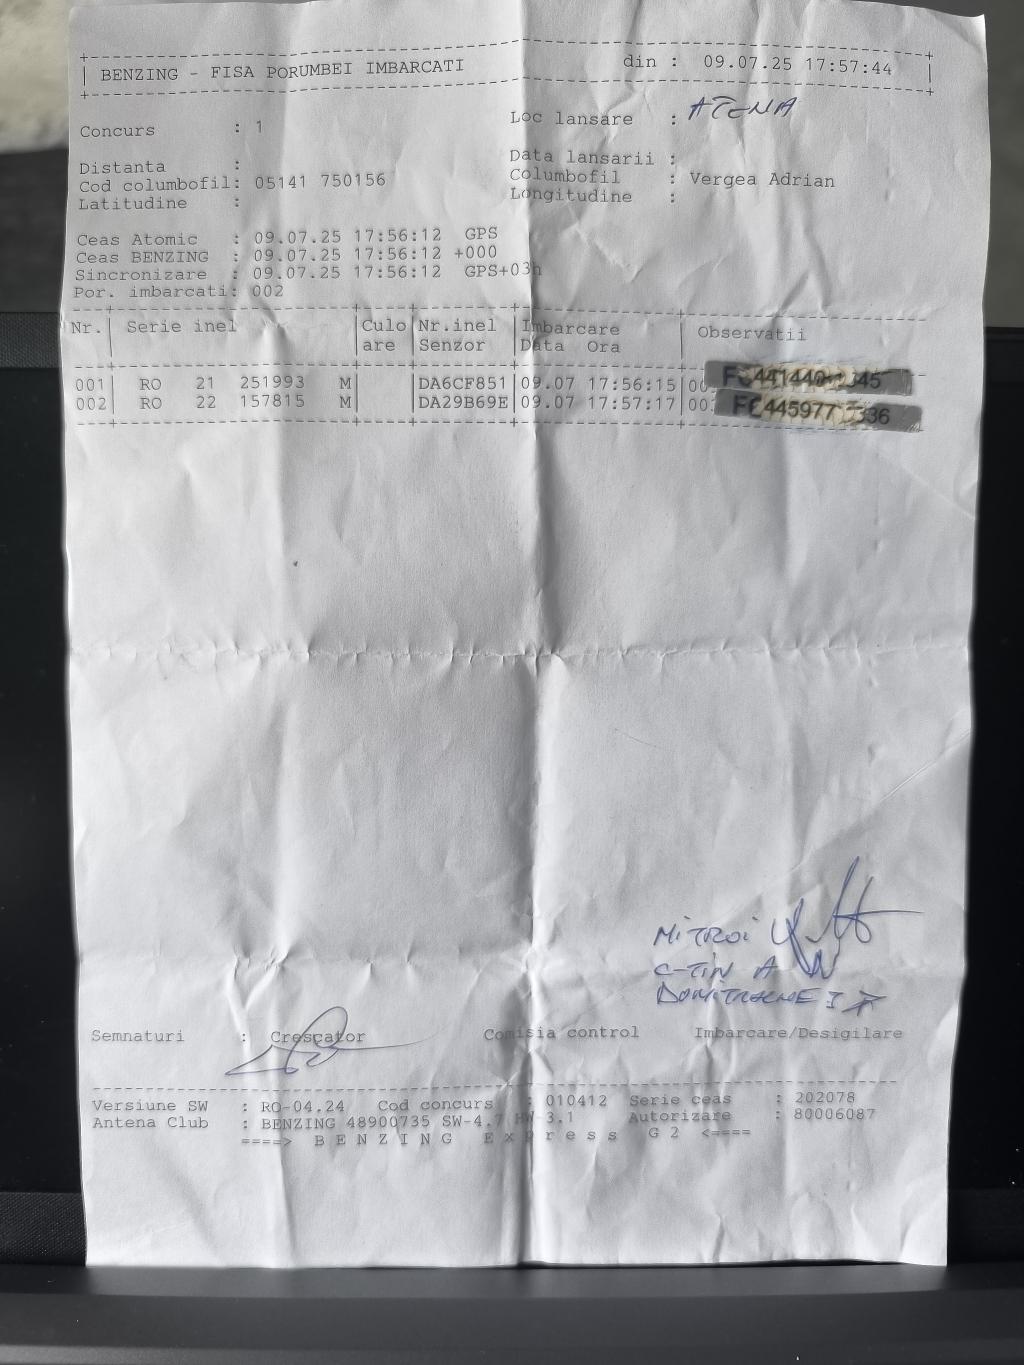 BENZING - FISA PORUMBEI IMBARCATI din : 09.07.25 17:57:44
Concurs : 1 Loc lansare : ATENA
Distanta : Data lansarii :
Cod columbofil: 05141 750156 Columbofil : Vergea Adrian
Latitudine : Longitudine :
Ceas Atomic : 09.07.25 17:56:12 GPS
Ceas BENZING : 09.07.25 17:56:12 +000
Sincronizare : 09.07.25 17:56:12 GPS+03h
Por. imbarcati: 002
Nr. Serie inel Culo Nr.inel Imbarcare Observatii
are Senzor Data Ora
001 RO 21 251993 M DA6CF851 09.07 17:56:15
002 RO 22 157815 M DA29B69E 09.07 17:57:17
MiTROi
C-TIN A
Semnaturi : Crescator Comisia control Imbarcare/Desigilare
Versiune SW : RO-04.24 Cod concurs : 010412 Serie ceas : 202078
Antena Club : BENZING 48900735 SW-4.7 HW-3.1 Autorizare : 80006087
====> B E N Z I N G E x p r e s s G 2 <====